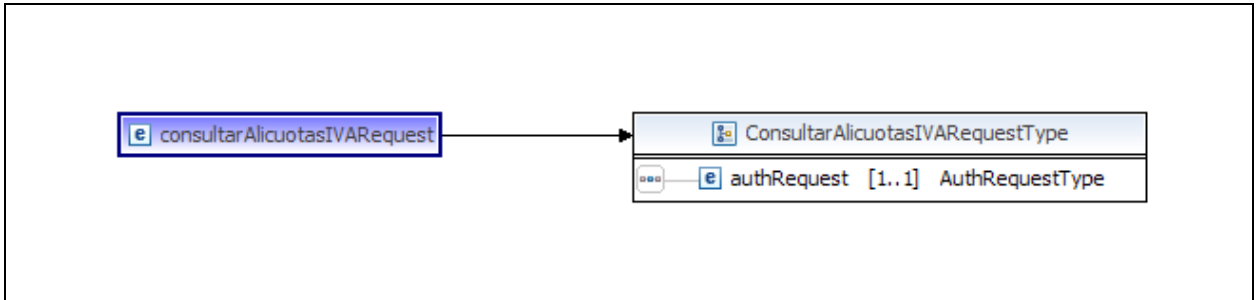 e consultarAlicuotasIVARequest
ConsultarAlicuotasIVARequestType
e authRequest [1..1] AuthRequestType